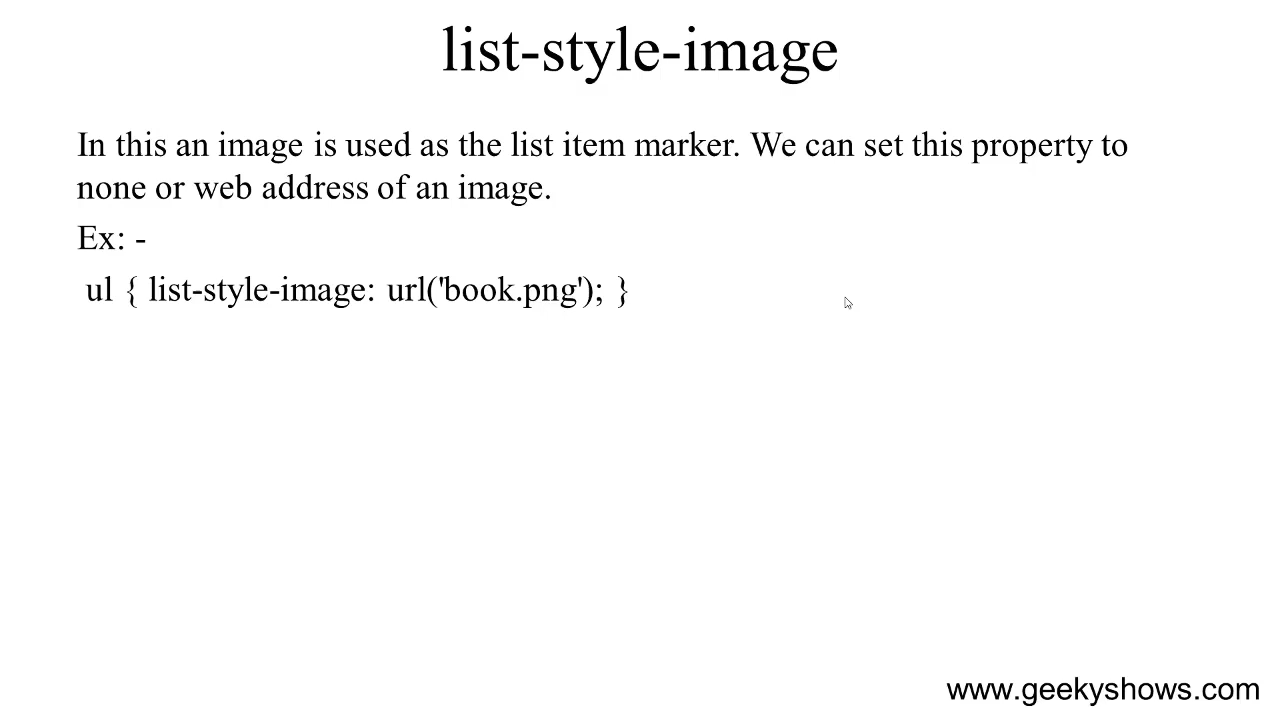 list-style-image
In this an image is used as the list item marker. We can set this property to
none or web address of an image.
Ex: -
ul { list-style-image: url('book.png'); }
www.geekyshows.com